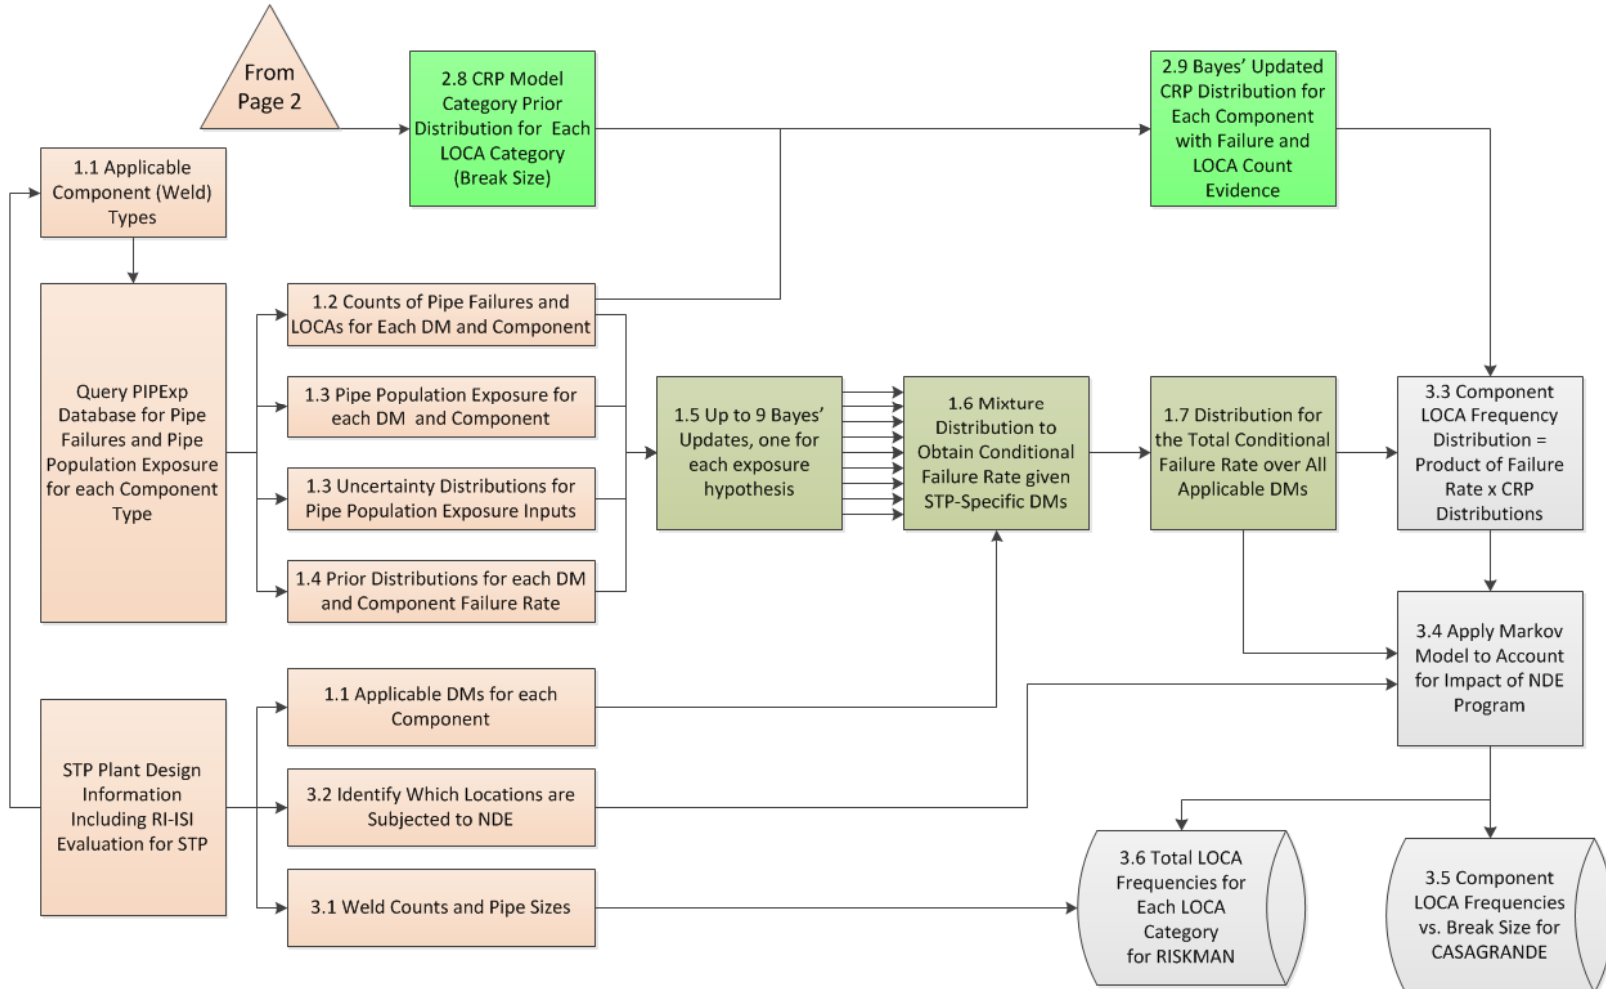 From
Page 2
2.8 CRP Model
Category Prior
Distribution for Each
LOCA Category
(Break Size)
2.9 Bayes’ Updated
CRP Distribution for
Each Component
with Failure and
LOCA Count
Evidence
1.1 Applicable
Component (Weld)
Types
Query PIPExp
Database for Pipe
Failures and Pipe
Population Exposure
for each Component
Type
1.2 Counts of Pipe Failures and
LOCAs for Each DM and Component
1.3 Pipe Population Exposure for
each DM and Component
1.3 Uncertainty Distributions for
Pipe Population Exposure Inputs
1.4 Prior Distributions for each DM
and Component Failure Rate
1.5 Up to 9 Bayes’
Updates, one for
each exposure
hypothesis
1.6 Mixture
Distribution to
Obtain Conditional
Failure Rate given
STP-Specific DMs
1.7 Distribution for
the Total Conditional
Failure Rate over All
Applicable DMs
3.3 Component
LOCA Frequency
Distribution =
Product of Failure
Rate x CRP
Distributions
3.4 Apply Markov
Model to Account
for Impact of NDE
Program
STP Plant Design
Information
Including RI-ISI
Evaluation for STP
1.1 Applicable DMs for each
Component
3.2 Identify Which Locations are
Subjected to NDE
3.1 Weld Counts and Pipe Sizes
3.6 Total LOCA
Frequencies for
Each LOCA
Category
for RISKMAN
3.5 Component
LOCA Frequencies
vs. Break Size for
CASAGRANDE